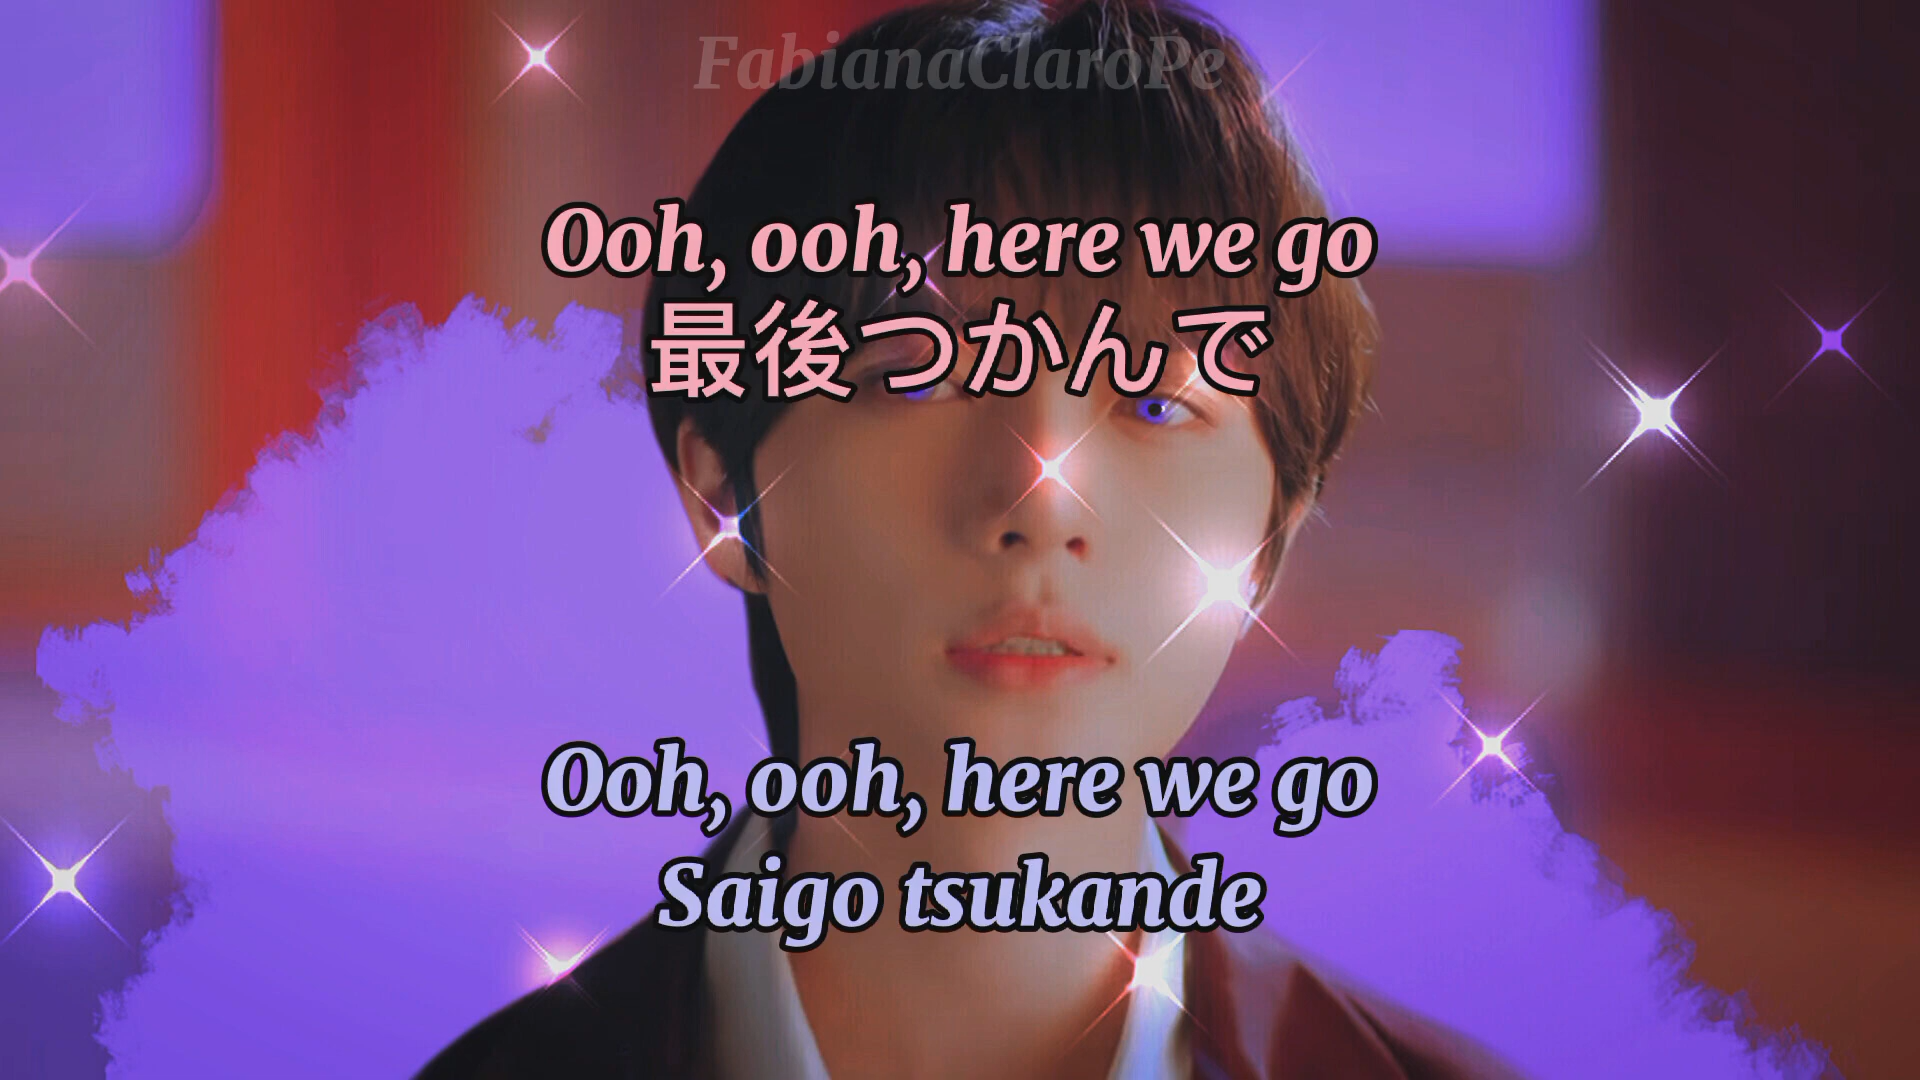 FabianaClaroPe
Ooh, ooh, here we go
最後つかんで
Ooh, ooh, here we go
Saigo tsukande